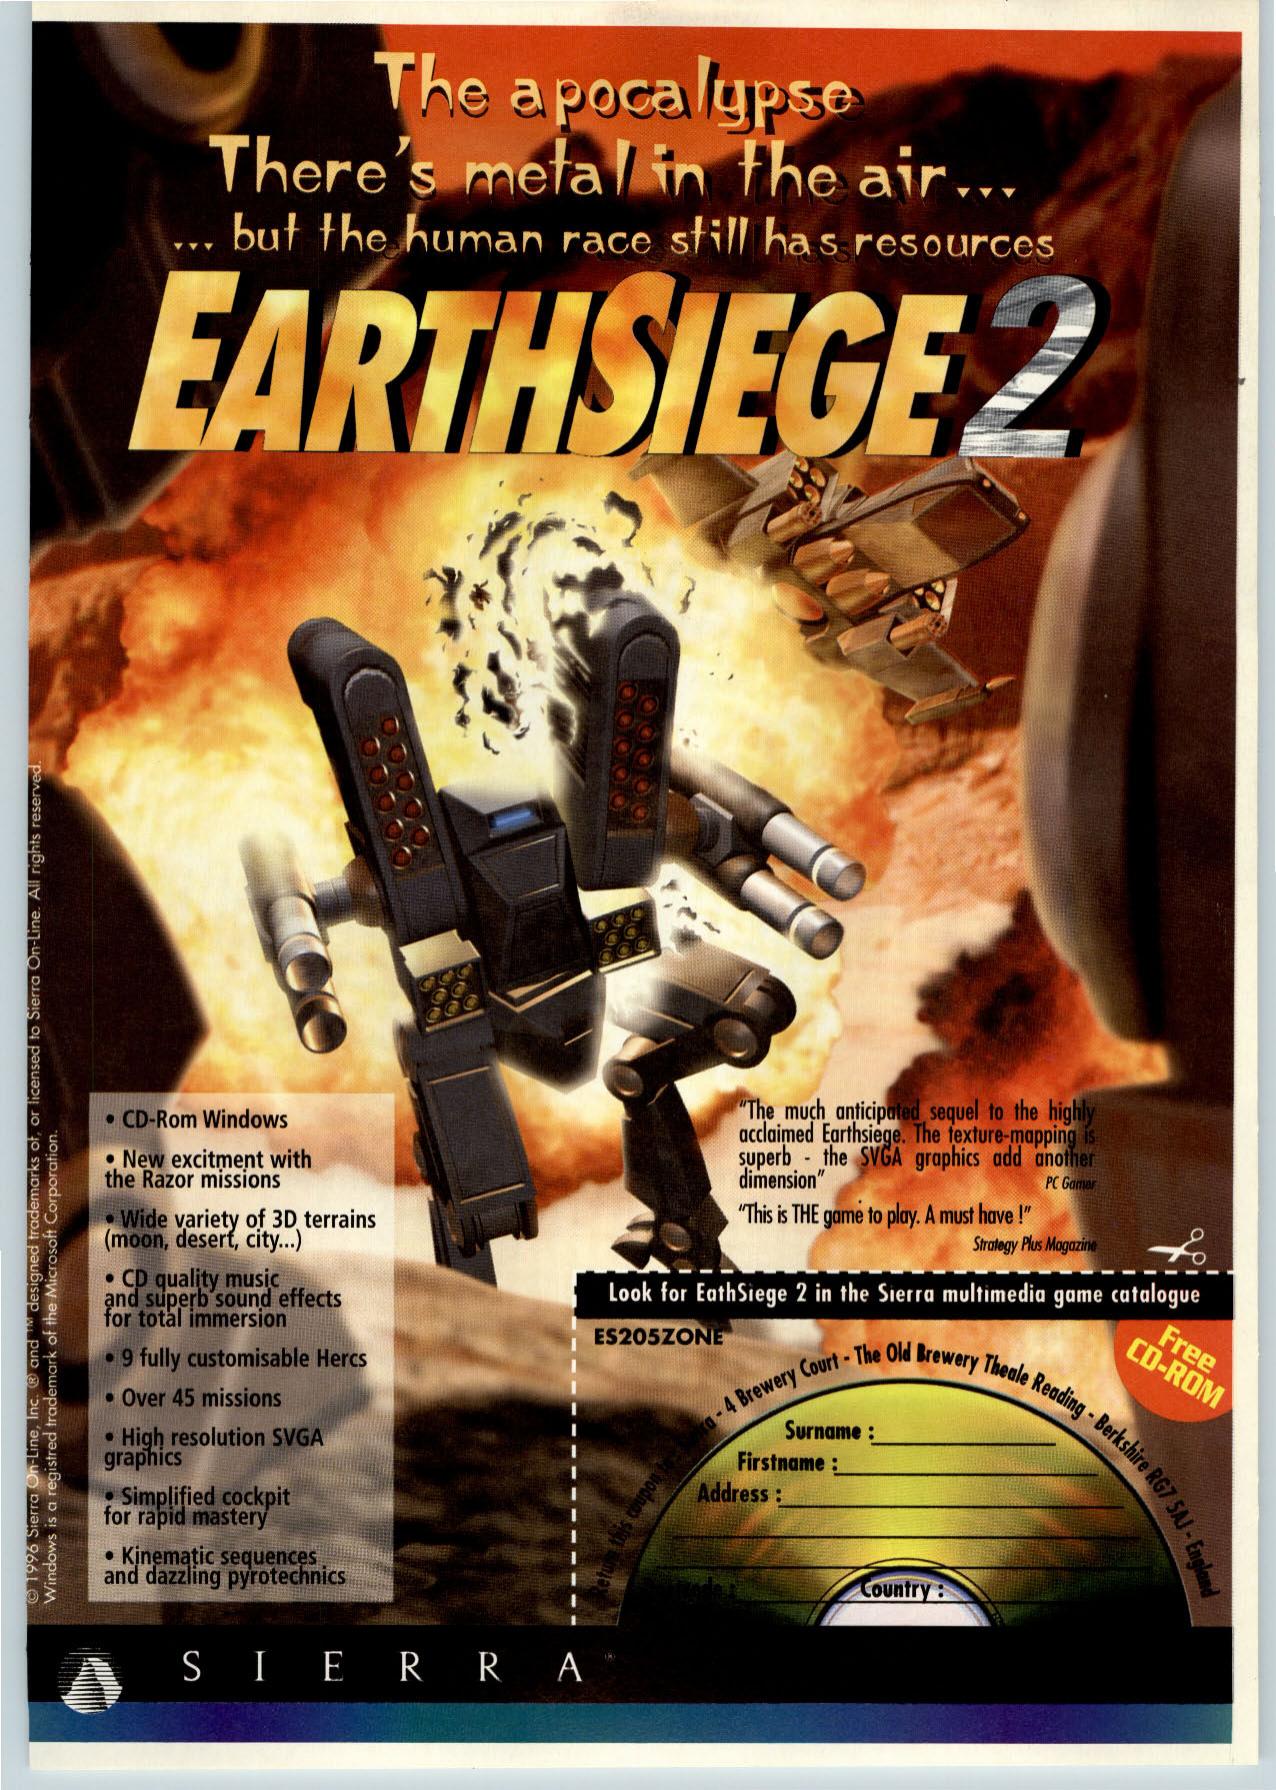 The apocalypse
There's metal in the air...
... but the human race still has resources
EARTHSIEGE 2
• CD-Rom Windows
• New excitment with
the Razor missions
• Wide variety of 3D terrains
(moon, desert, city...)
• CD quality music
and superb sound effects
for total immersion
• 9 fully customisable Hercs
• Over 45 missions
• High resolution SVGA
graphics
• Simplified cockpit
for rapid mastery
• Kinematic sequences
and dazzling pyrotechnics
"The much anticipated sequel to the highly
acclaimed Earthsiege. The texture-mapping is
superb - the SVGA graphics add another
dimension"
PC Gamer
"This is THE game to play. A must have !"
Strategy Plus Magazine
Look for EathSiege 2 in the Sierra multimedia game catalogue
ES205ZONE
Free
CD-ROM
Return this coupon to - 4 Brewery Court - The Old Brewery Theale Reading - Berkshire RG7 5AJ - England
Surname :
Firstname :
Address :
Country :
SIERRA®
© 1996 Sierra On-Line, Inc. ® and ™ designed trademarks of, or licensed to Sierra On-Line. All rights reserved.
Windows is a registred trademark of the Microsoft Corporation.